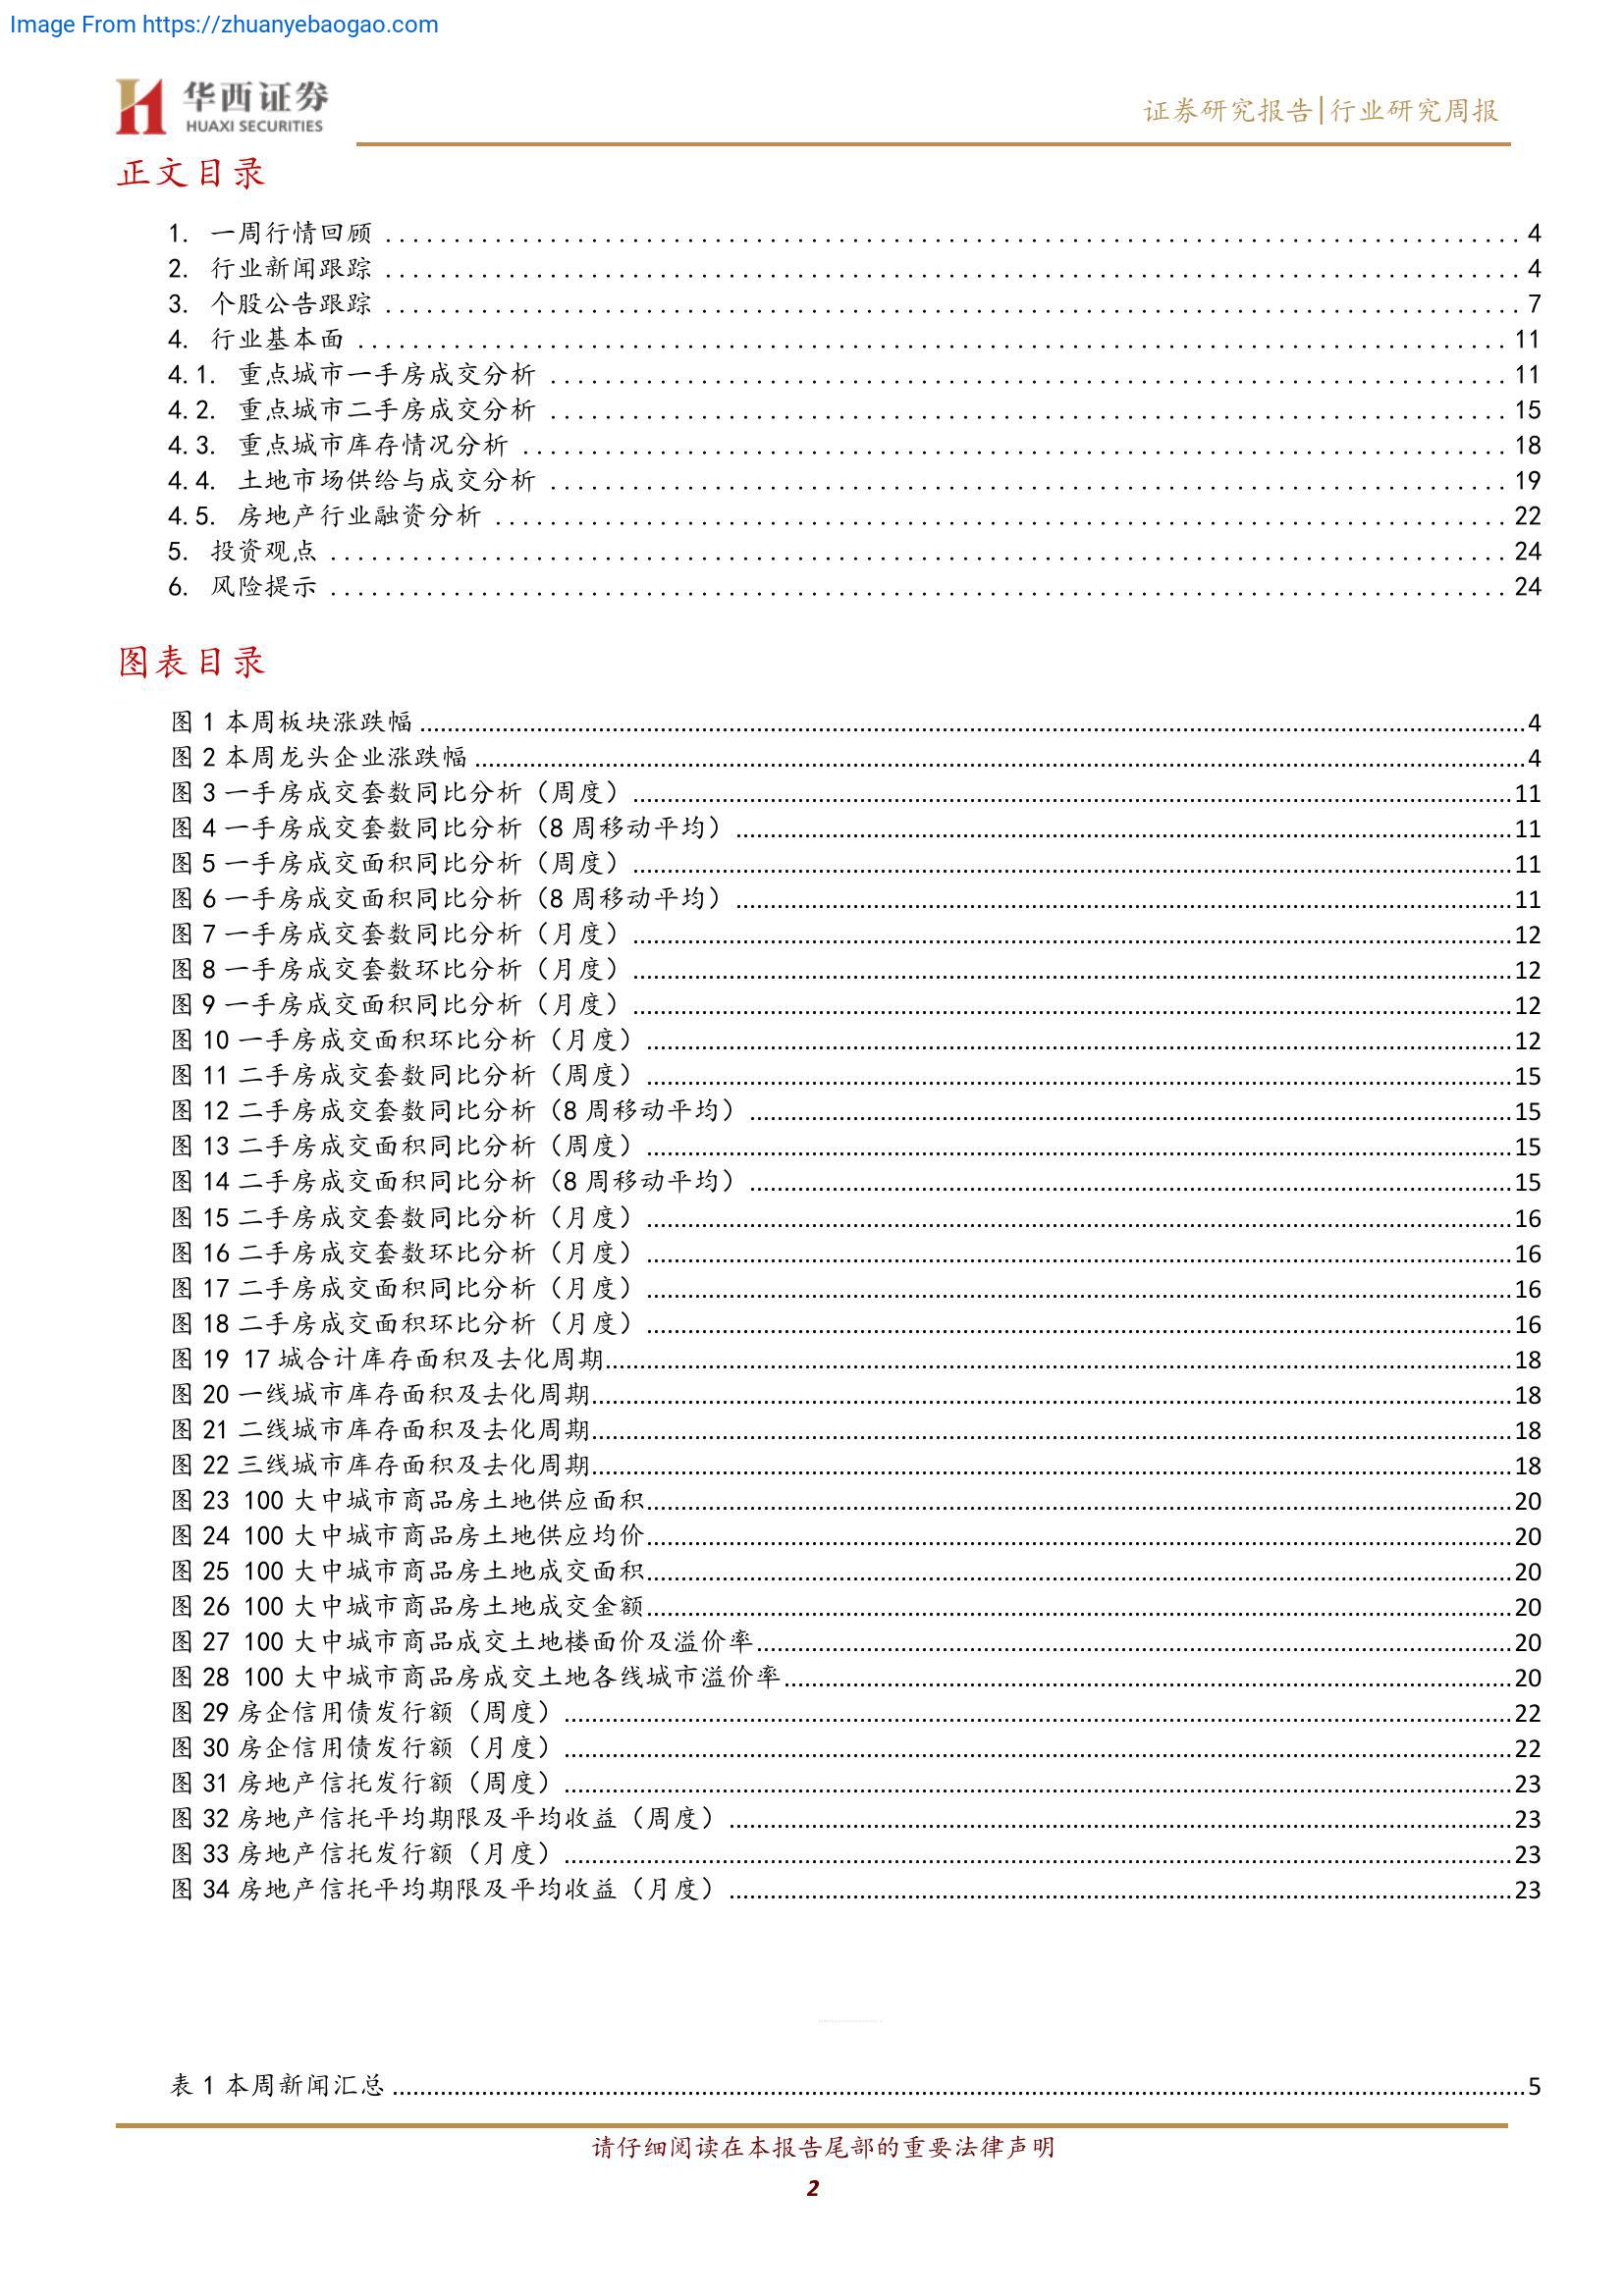 Image From https://zhuanyebaogao.com
华西证券
HUAXI SECURITIES
证券研究报告|行业研究周报
正文目录
1. 一周行情回顾 ........ 4
2. 行业新闻跟踪 ........ 4
3. 个股公告跟踪 ........ 7
4. 行业基本面 ........ 11
4.1. 重点城市一手房成交分析 ........ 11
4.2. 重点城市二手房成交分析 ........ 15
4.3. 重点城市库存情况分析 ........ 18
4.4. 土地市场供给与成交分析 ........ 19
4.5. 房地产行业融资分析 ........ 22
5. 投资观点 ........ 24
6. 风险提示 ........ 24
图表目录
图 1 本周板块涨跌幅 ........ 4
图 2 本周龙头企业涨跌幅 ........ 4
图 3 一手房成交套数同比分析（周度） ........ 11
图 4 一手房成交套数同比分析（8 周移动平均） ........ 11
图 5 一手房成交面积同比分析（周度） ........ 11
图 6 一手房成交面积同比分析（8 周移动平均） ........ 11
图 7 一手房成交套数同比分析（月度） ........ 12
图 8 一手房成交套数环比分析（月度） ........ 12
图 9 一手房成交面积同比分析（月度） ........ 12
图 10 一手房成交面积环比分析（月度） ........ 12
图 11 二手房成交套数同比分析（周度） ........ 15
图 12 二手房成交套数同比分析（8 周移动平均） ........ 15
图 13 二手房成交面积同比分析（周度） ........ 15
图 14 二手房成交面积同比分析（8 周移动平均） ........ 15
图 15 二手房成交套数同比分析（月度） ........ 16
图 16 二手房成交套数环比分析（月度） ........ 16
图 17 二手房成交面积同比分析（月度） ........ 16
图 18 二手房成交面积环比分析（月度） ........ 16
图 19 17 城合计库存面积及去化周期 ........ 18
图 20 一线城市库存面积及去化周期 ........ 18
图 21 二线城市库存面积及去化周期 ........ 18
图 22 三线城市库存面积及去化周期 ........ 18
图 23 100 大中城市商品房土地供应面积 ........ 20
图 24 100 大中城市商品房土地供应均价 ........ 20
图 25 100 大中城市商品房土地成交面积 ........ 20
图 26 100 大中城市商品房土地成交金额 ........ 20
图 27 100 大中城市商品成交土地楼面价及溢价率 ........ 20
图 28 100 大中城市商品房成交土地各线城市溢价率 ........ 20
图 29 房企信用债发行额（周度） ........ 22
图 30 房企信用债发行额（月度） ........ 22
图 31 房地产信托发行额（周度） ........ 23
图 32 房地产信托平均期限及平均收益（周度） ........ 23
图 33 房地产信托发行额（月度） ........ 23
图 34 房地产信托平均期限及平均收益（月度） ........ 23
表 1 本周新闻汇总 ........ 5
请仔细阅读在本报告尾部的重要法律声明
2